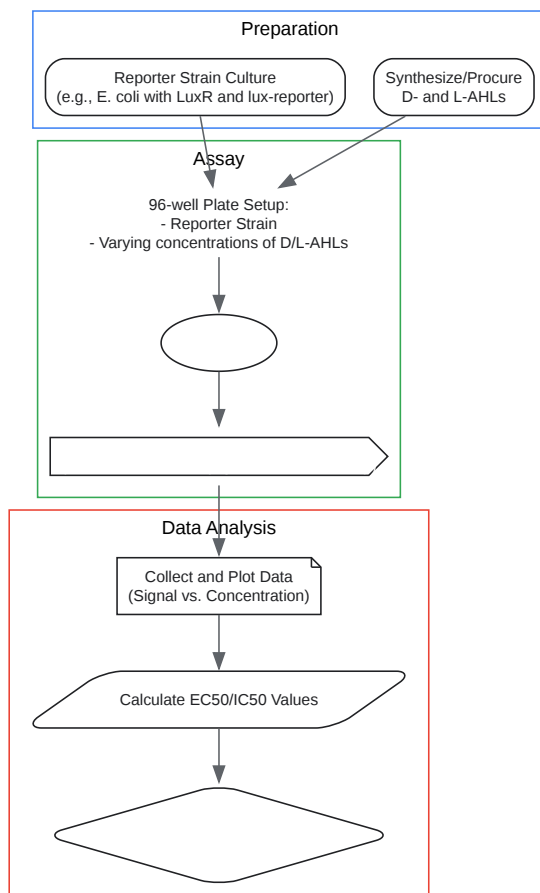 Preparation
Reporter Strain Culture
(e.g., E. coli with LuxR and lux-reporter)
Synthesize/Procure
D- and L-AHLs
Assay
96-well Plate Setup:
- Reporter Strain
- Varying concentrations of D/L-AHLs
Data Analysis
Collect and Plot Data
(Signal vs. Concentration)
Calculate EC50/IC50 Values